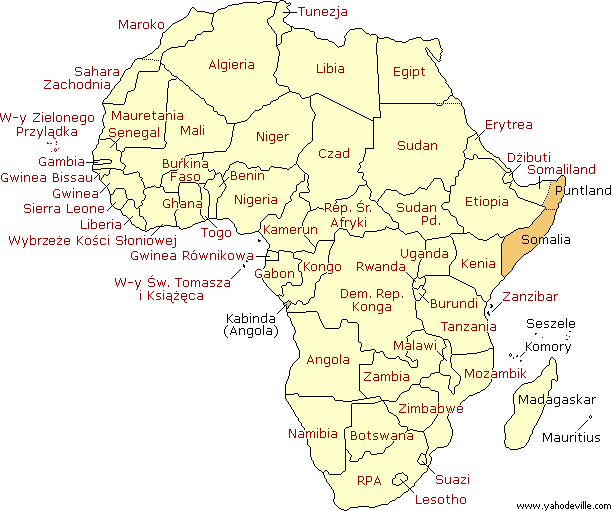 Tunezja
Maroko
Algieria
Libia
Egipt
Sahara
Zachodnia
W-y Zielonego
Przylądka
Mauretania
Senegal
Mali
Niger
Czad
Sudan
Erytrea
Dżibuti
Somaliland
Puntland
Gambia
Gwinea Bissau
Gwinea
Sierra Leone
Liberia
Wybrzeże Kości Słoniowej
Burkina
Faso
Benin
Ghana
Togo
Nigeria
Kamerun
Rép. Śr.
Afryki
Sudan
Pd.
Etiopia
Somalia
Gwinea Równikowa
W-y Św. Tomasza
i Książęca
Gabon
Kongo
Rwanda
Uganda
Kenia
Dem. Rep.
Konga
Burundi
Zanzibar
Tanzania
Kabinda
(Angola)
Seszele
Komory
Angola
Malawi
Zambia
Mozambik
Zimbabwe
Madagaskar
Mauritius
Namibia
Botswana
RPA
Suazi
Lesotho
www.yahodeville.com